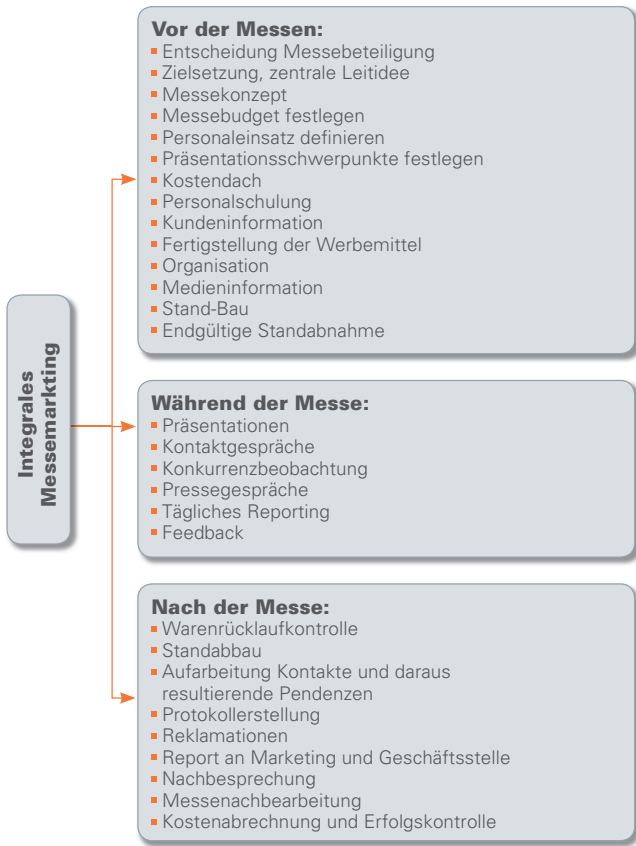 Integrales
Messemarkting
Vor der Messen:
Entscheidung Messebeteiligung
Zielsetzung, zentrale Leitidee
Messekonzept
Messebudget festlegen
Personaleinsatz definieren
Präsentationsschwerpunkte festlegen
Kostendach
Personalschulung
Kundeninformation
Fertigstellung der Werbemittel
Organisation
Medieninformation
Stand-Bau
Endgültige Standabnahme
Während der Messe:
Präsentationen
Kontaktgespräche
Konkurrenzbeobachtung
Pressegespräche
Tägliches Reporting
Feedback
Nach der Messe:
Warenrücklaufkontrolle
Standabbau
Aufarbeitung Kontakte und daraus
resultierende Pendenzen
Protokollerstellung
Reklamationen
Report an Marketing und Geschäftsstelle
Nachbesprechung
Messenachbearbeitung
Kostenabrechnung und Erfolgskontrolle